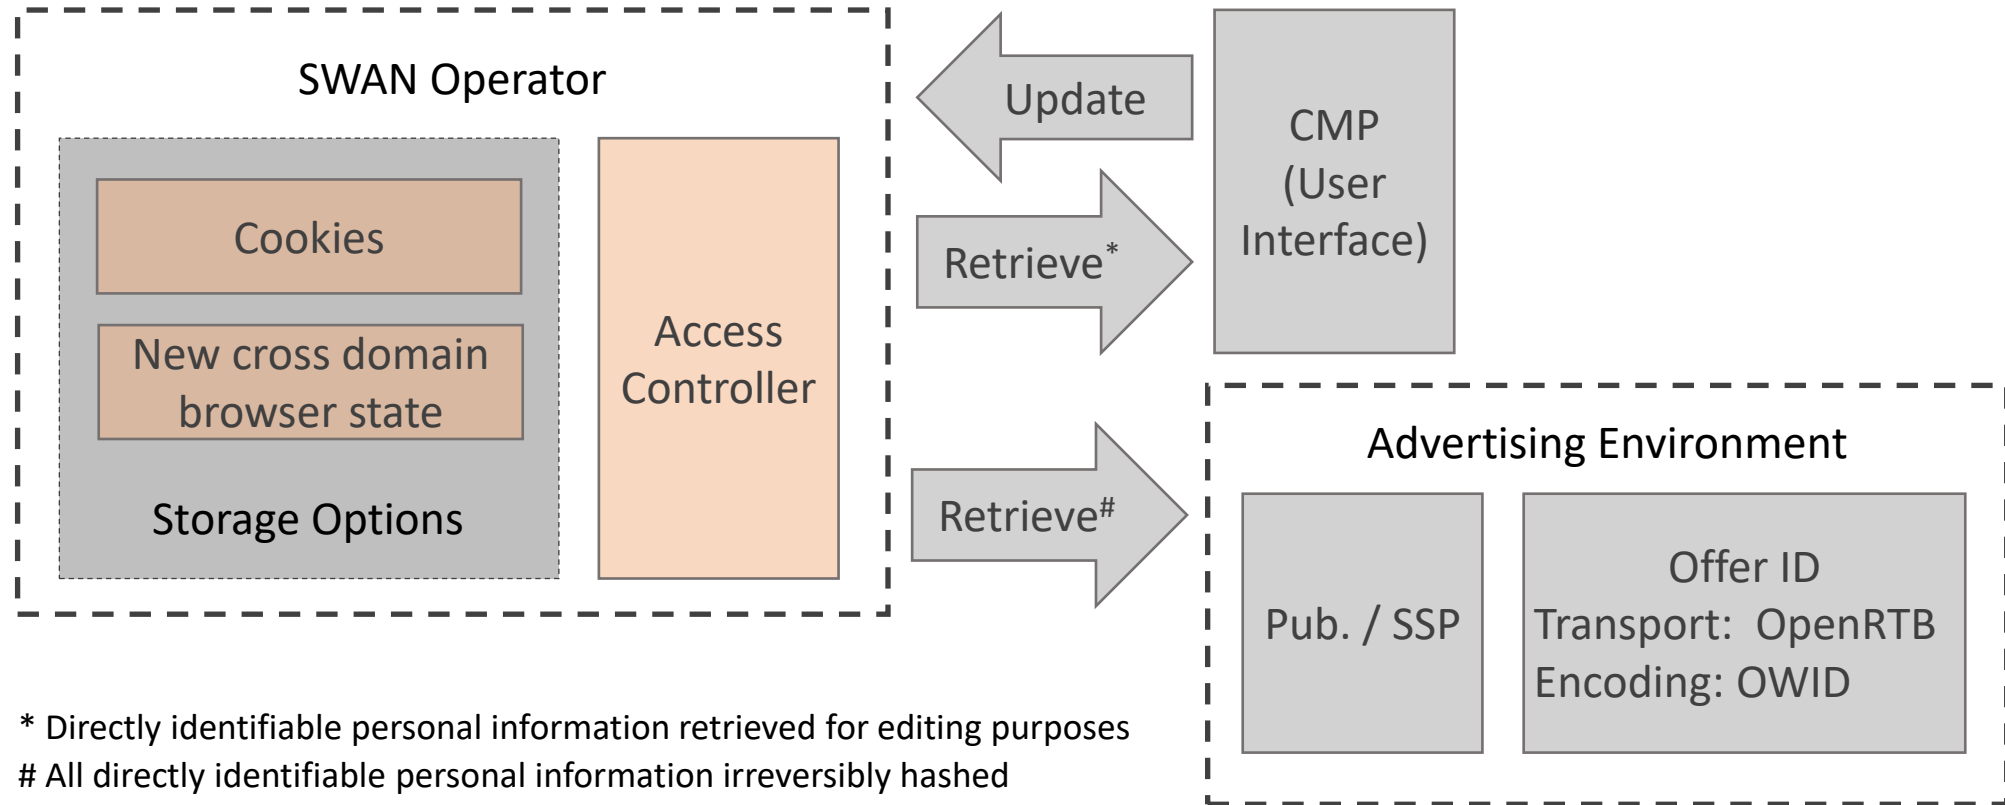 SWAN Operator
Cookies
New cross domain
browser state
Storage Options
Access
Controller
Update
Retrieve*
Retrieve#
CMP
(User
Interface)
Advertising Environment
Pub. / SSP
Offer ID
Transport: OpenRTB
Encoding: OWID
* Directly identifiable personal information retrieved for editing purposes
# All directly identifiable personal information irreversibly hashed